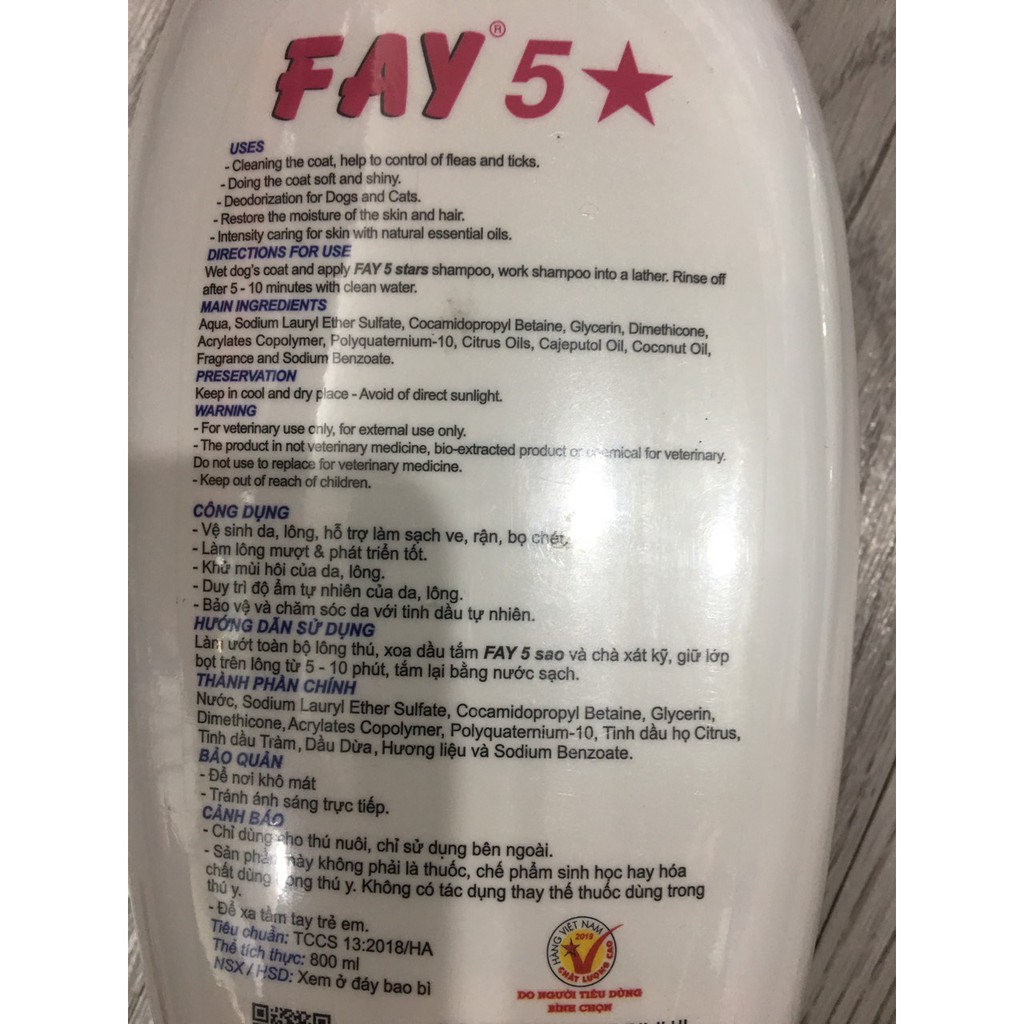 FAY® 5★
USES
- Cleaning the coat, help to control of fleas and ticks.
- Doing the coat soft and shiny.
- Deodorization for Dogs and Cats.
- Restore the moisture of the skin and hair.
- Intensity caring for skin with natural essential oils.
DIRECTIONS FOR USE
Wet dog's coat and apply FAY 5 stars shampoo, work shampoo into a lather. Rinse off
after 5 - 10 minutes with clean water.
MAIN INGREDIENTS
Aqua, Sodium Lauryl Ether Sulfate, Cocamidopropyl Betaine, Glycerin, Dimethicone,
Acrylates Copolymer, Polyquaternium-10, Citrus Oils, Cajeputol Oil, Coconut Oil,
Fragrance and Sodium Benzoate.
PRESERVATION
Keep in cool and dry place - Avoid of direct sunlight.
WARNING
- For veterinary use only, for external use only.
- The product in not veterinary medicine, bio-extracted product or chemical for veterinary.
Do not use to replace for veterinary medicine.
- Keep out of reach of children.
CÔNG DỤNG
- Vệ sinh da, lông, hỗ trợ làm sạch ve, rận, bọ chét.
- Làm lông mượt & phát triển tốt.
- Khử mùi hôi của da, lông.
- Duy trì độ ẩm tự nhiên của da, lông.
- Bảo vệ và chăm sóc da với tinh dầu tự nhiên.
HƯỚNG DẪN SỬ DỤNG
Làm ướt toàn bộ lông thú, xoa dầu tắm FAY 5 sao và chà xát kỹ, giữ lớp
bọt trên lông từ 5 - 10 phút, tắm lại bằng nước sạch.
THÀNH PHẦN CHÍNH
Nước, Sodium Lauryl Ether Sulfate, Cocamidopropyl Betaine, Glycerin,
Dimethicone, Acrylates Copolymer, Polyquaternium-10, Tinh dầu họ Citrus,
Tinh dầu Tràm, Dầu Dừa, Hương liệu và Sodium Benzoate.
BẢO QUẢN
- Để nơi khô mát
- Tránh ánh sáng trực tiếp.
CẢNH BÁO
- Chỉ dùng cho thú nuôi, chỉ sử dụng bên ngoài.
- Sản phẩm này không phải là thuốc, chế phẩm sinh học hay hóa
chất dùng trong thú y. Không có tác dụng thay thế thuốc dùng trong
thú y.
- Để xa tầm tay trẻ em.
Tiêu chuẩn: TCCS 13:2018/HA
Thể tích thực: 800 ml
NSX / HSD: Xem ở đáy bao bì
HÀNG VIỆT NAM
2019
CHẤT LƯỢNG CAO
DO NGƯỜI TIÊU DÙNG
BÌNH CHỌN